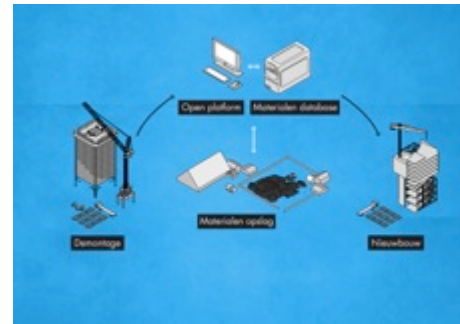 Open platform
Materialen database
Materialen opslag
Demontage
Nieuwbouw